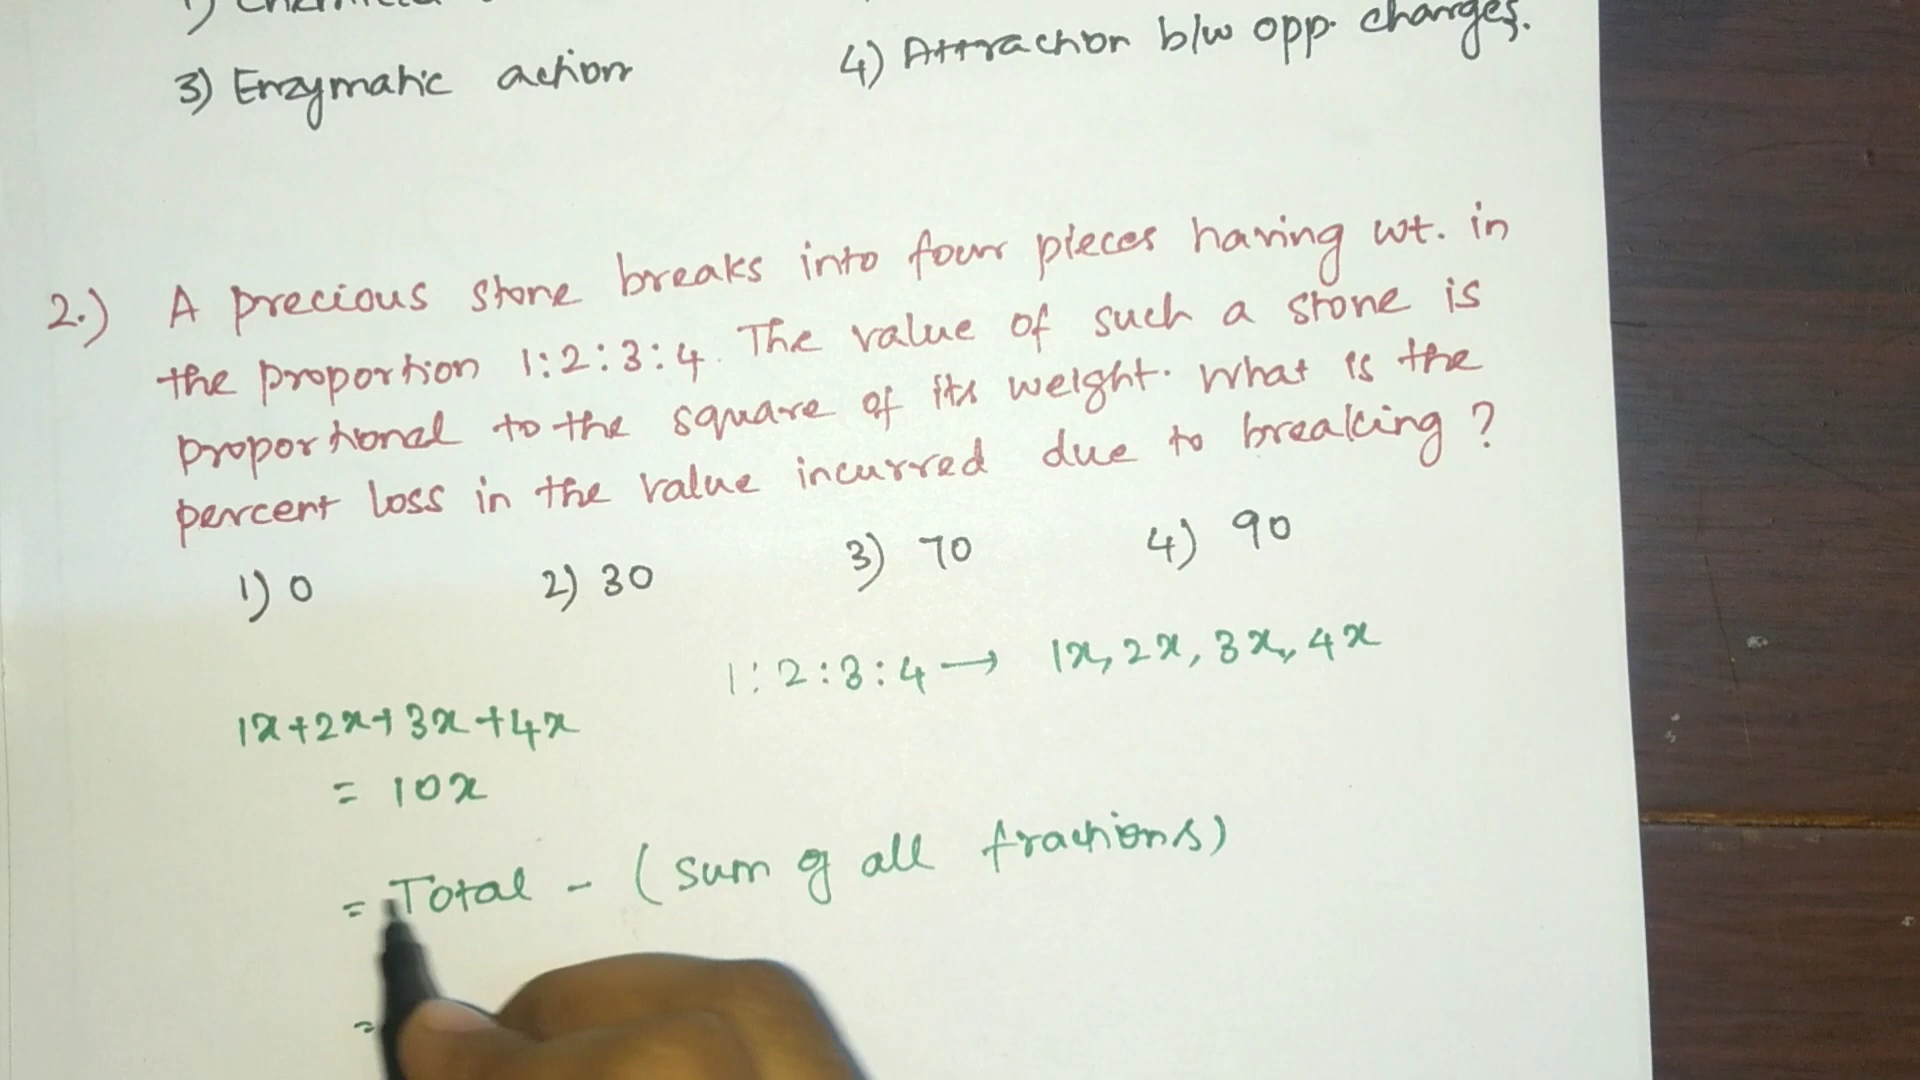 3) Enzymatic action 4) Attraction b/w opp. charges.
2.) A precious stone breaks into four pieces having wt. in
the proportion 1:2:3:4. The value of such a stone is
proportional to the square of its weight. What is the
percent loss in the value incurred due to breaking?
1) 0 2) 30 3) 70 4) 90
1:2:3:4 → 1x, 2x, 3x, 4x
1x+2x+3x+4x
= 10x
= Total - (sum of all fractions)
=